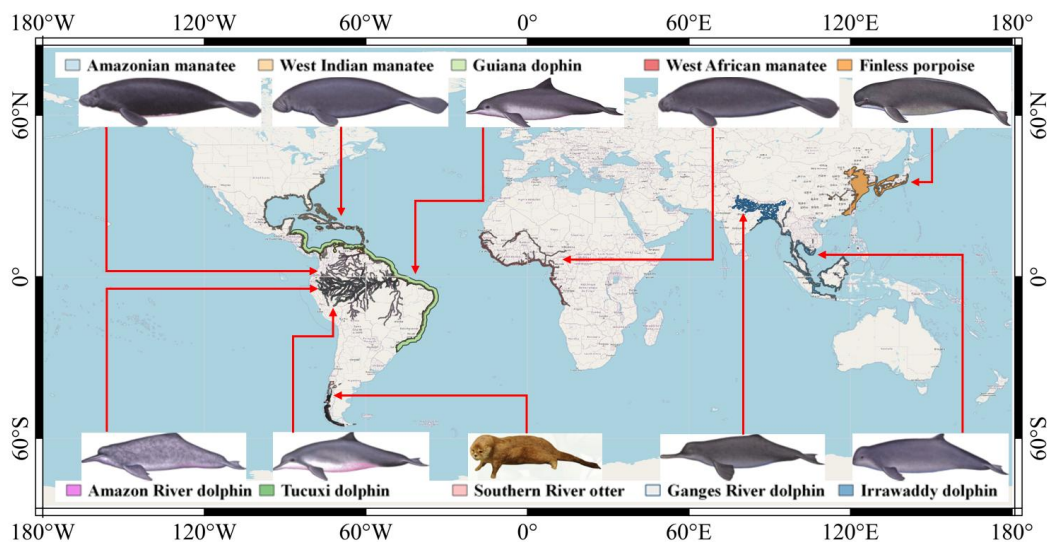 180°W 120°W 60°W 0° 60°E 120°E 180°E
Amazonian manatee West Indian manatee Guiana dophin West African manatee Finless porpoise
60°N 60°N
0° 0°
60°S 60°S
Amazon River dolphin Tucuxi dolphin Southern River otter Ganges River dolphin Irrawaddy dolphin
180°W 120°W 60°W 0° 60°E 120°E 180°E